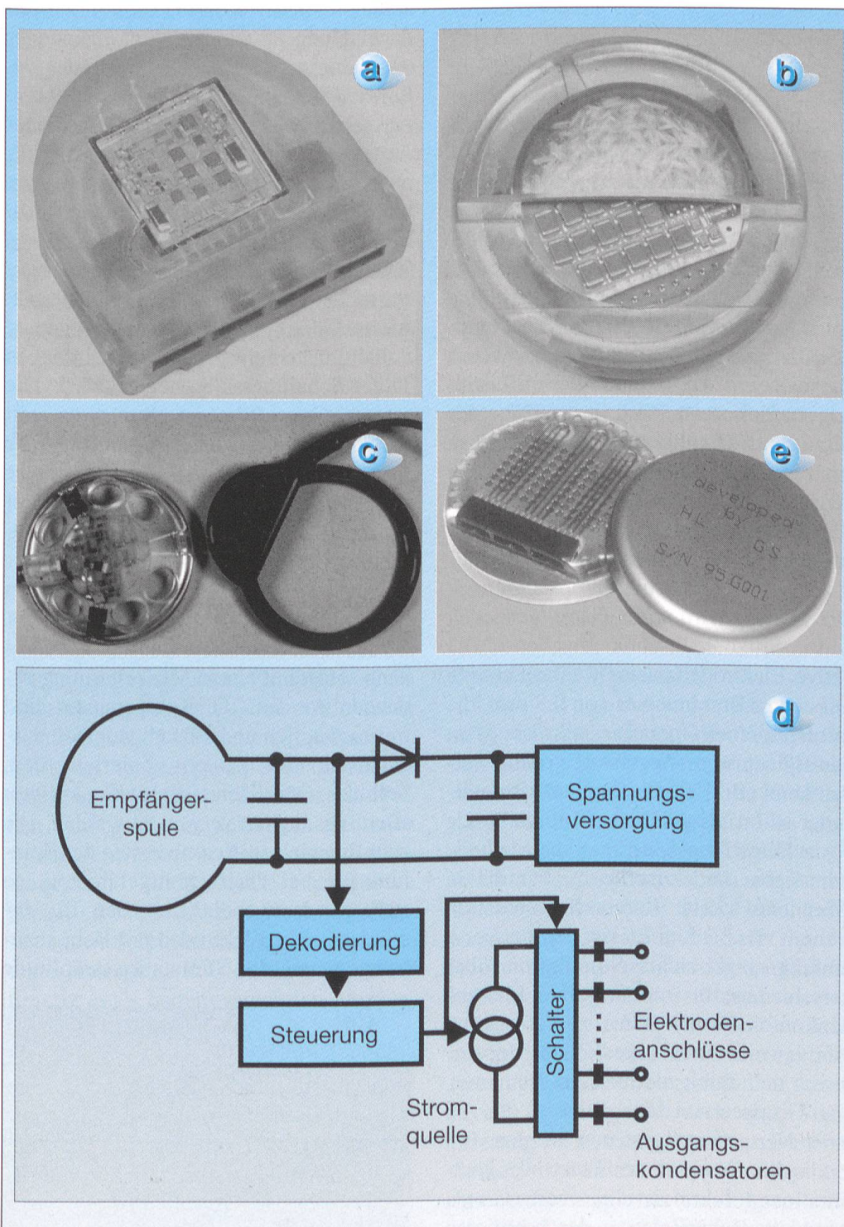 a
b
c
e
developed
by
HL GS
S/N 95.G001
d
Empfänger-
spule
Spannungs-
versorgung
Dekodierung
Steuerung
Schalter
Strom-
quelle
Elektroden-
anschlüsse
Ausgangs-
kondensatoren